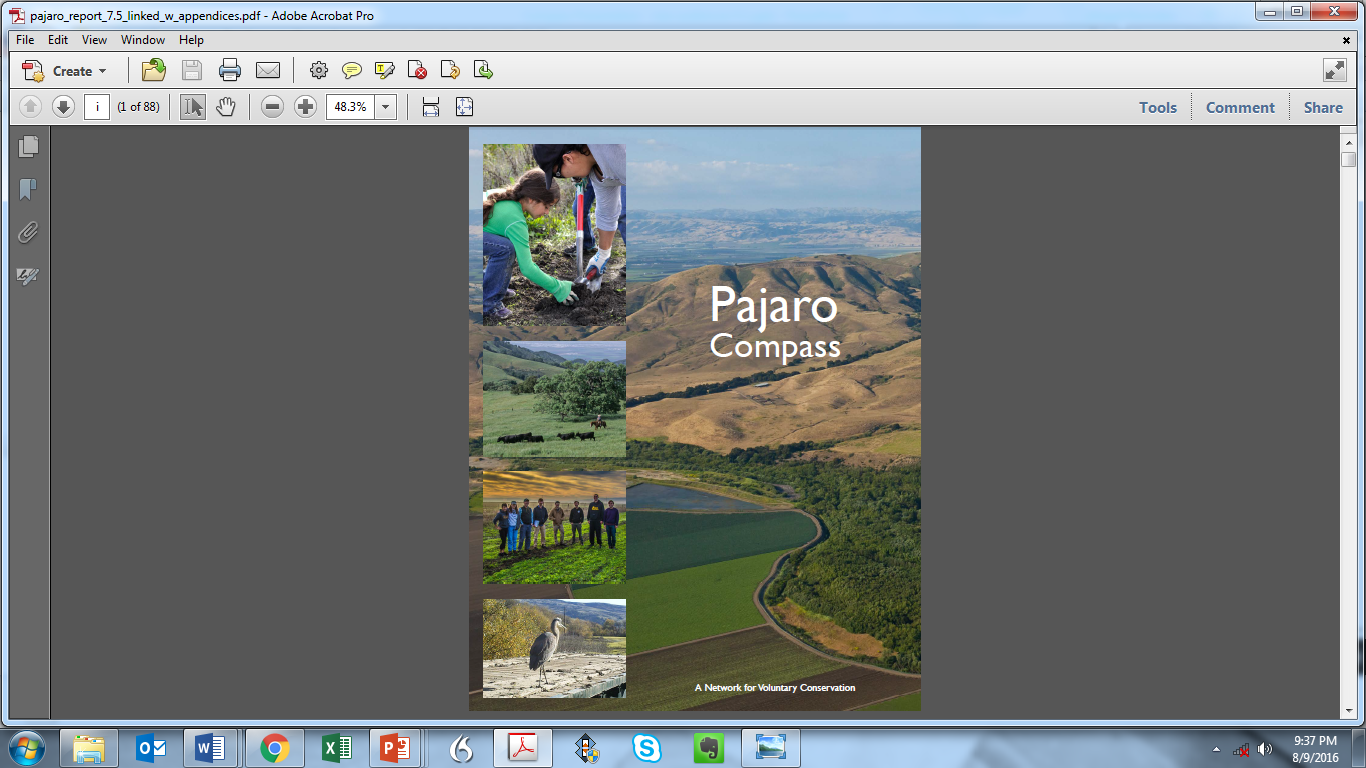 pajaro_report_7.5_linked_w_appendices.pdf - Adobe Acrobat Pro
File Edit View Window Help
Create
i (1 of 88) 48.3% Tools Comment Share
Pajaro
Compass
A Network for Voluntary Conservation
9:37 PM
8/9/2016